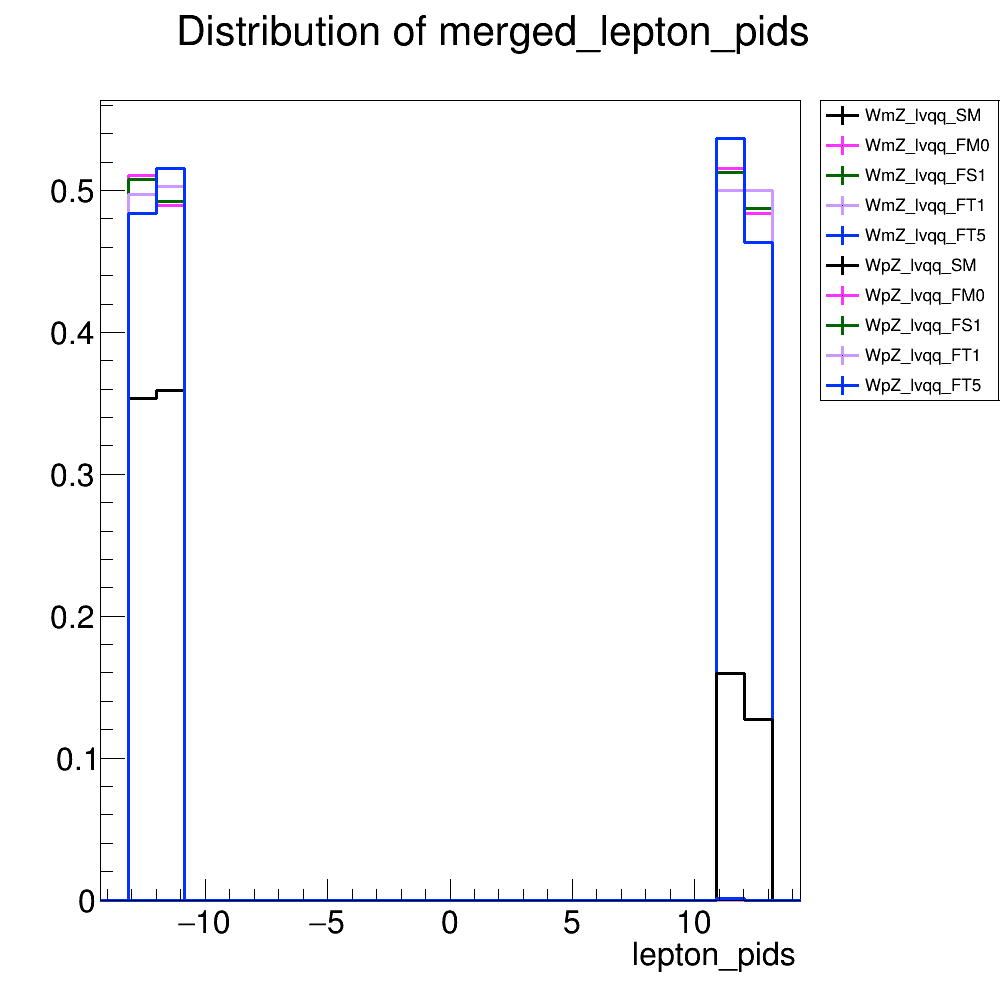 Distribution of merged_lepton_pids
WmZ_lvqq_SM
WmZ_lvqq_FM0
WmZ_lvqq_FS1
WmZ_lvqq_FT1
WmZ_lvqq_FT5
WpZ_lvqq_SM
WpZ_lvqq_FM0
WpZ_lvqq_FS1
WpZ_lvqq_FT1
WpZ_lvqq_FT5
0.5
0.4
0.3
0.2
0.1
0
−10 −5 0 5 10
lepton_pids